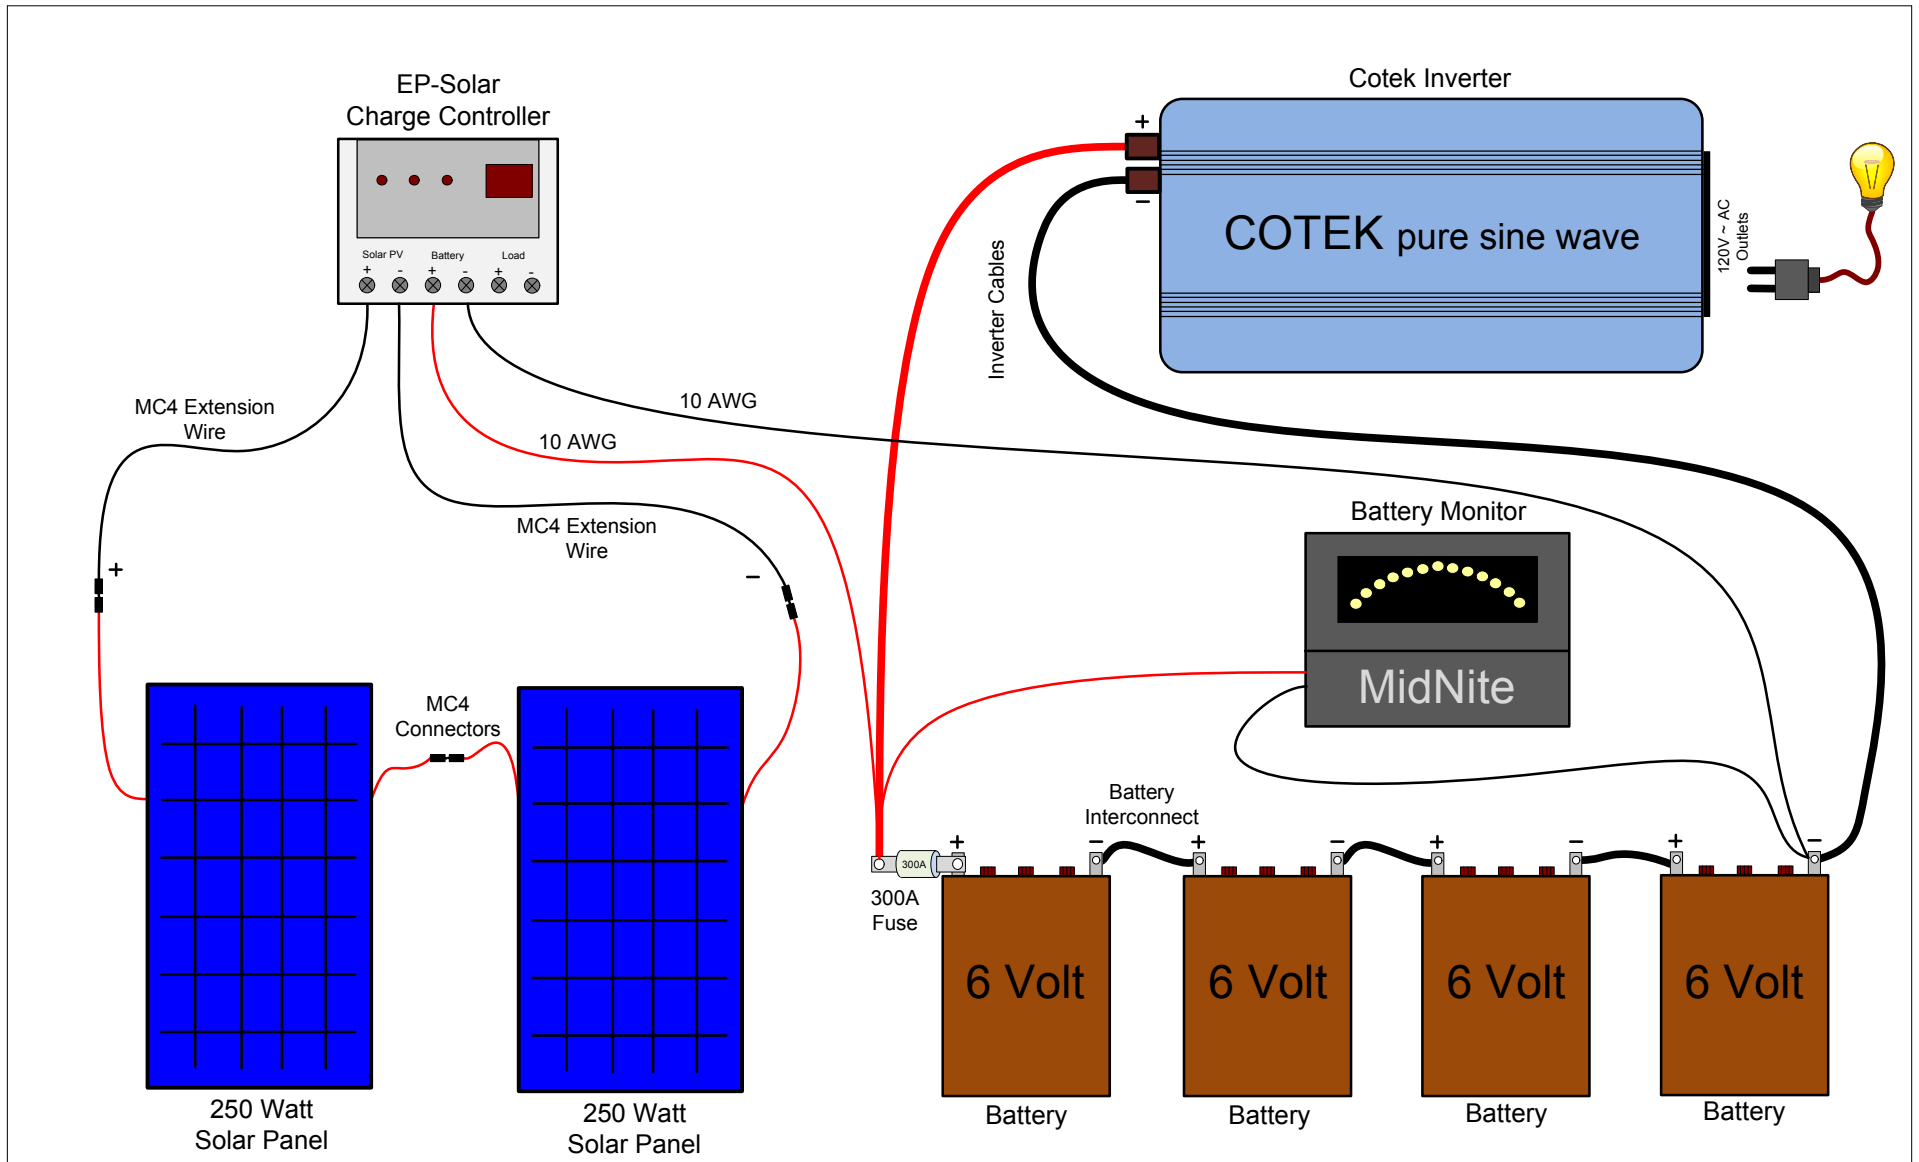 EP-Solar
Charge Controller
Solar PV
Battery
Load
+
-
+
-
+
-
Cotek Inverter
+
−
COTEK pure sine wave
120V ~ AC
Outlets
Inverter Cables
10 AWG
10 AWG
MC4 Extension
Wire
MC4 Extension
Wire
+
−
Battery Monitor
MidNite
MC4
Connectors
Battery
Interconnect
300A
300A
Fuse
+
−
+
−
+
−
+
−
6 Volt
6 Volt
6 Volt
6 Volt
Battery
Battery
Battery
Battery
250 Watt
Solar Panel
250 Watt
Solar Panel